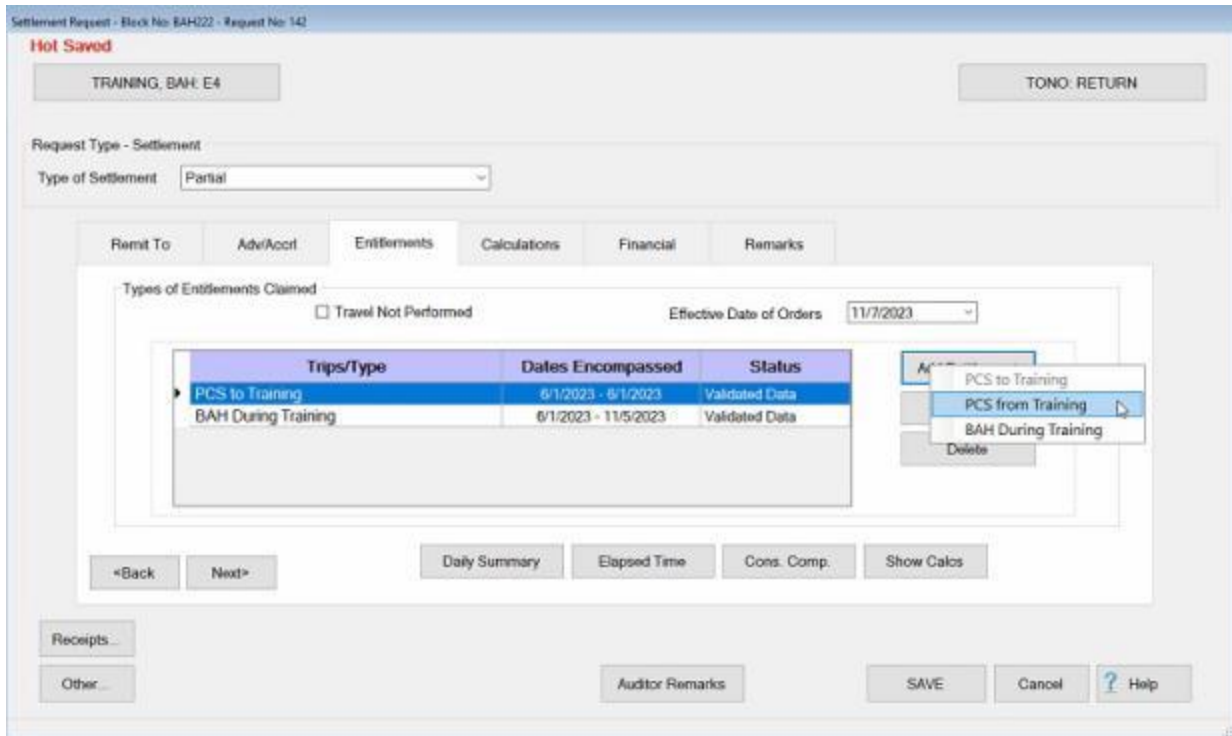 Settlement Request - Block No: BAH222 - Request No: 142
Hot Saved
TRAINING, BAH: E4
TONO: RETURN
Request Type - Settlement
Type of Settlement Partial
Remit To Adv/Accrl Entitlements Calculations Financial Remarks
Types of Entitlements Claimed
Travel Not Performed Effective Date of Orders 11/7/2023
Trips/Type Dates Encompassed Status
PCS to Training 6/1/2023 - 6/1/2023 Validated Data
BAH During Training 6/1/2023 - 11/5/2023 Validated Data
PCS to Training
PCS from Training
BAH During Training
Delete
<Back Next> Daily Summary Elapsed Time Cons. Comp. Show Calcs
Receipts...
Other... Auditor Remarks SAVE Cancel ? Help